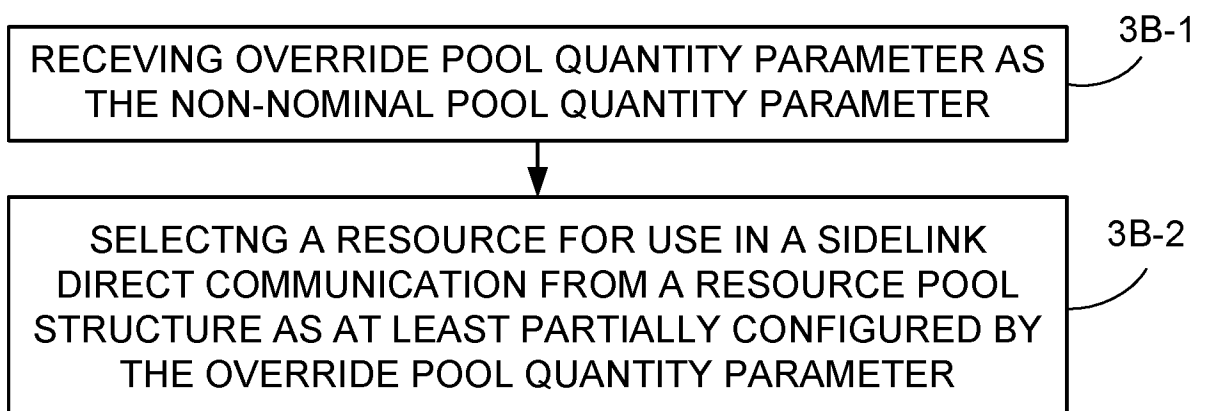 RECEVING OVERRIDE POOL QUANTITY PARAMETER AS
THE NON-NOMINAL POOL QUANTITY PARAMETER
3B-1
SELECTNG A RESOURCE FOR USE IN A SIDELINK
DIRECT COMMUNICATION FROM A RESOURCE POOL
STRUCTURE AS AT LEAST PARTIALLY CONFIGURED BY
THE OVERRIDE POOL QUANTITY PARAMETER
3B-2